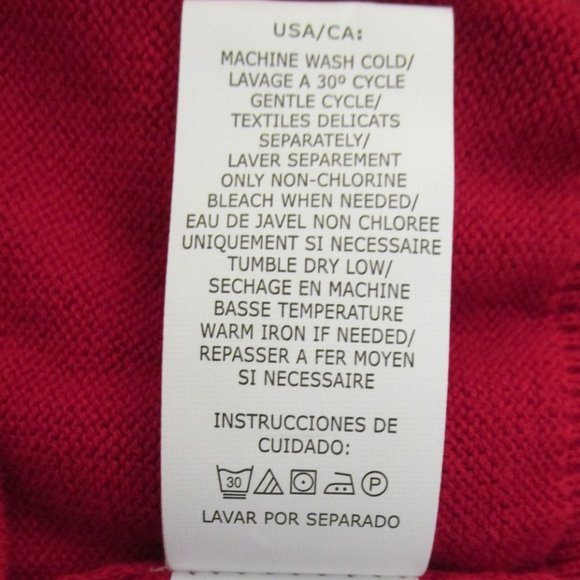 USA/CA:
MACHINE WASH COLD/
LAVAGE A 30º CYCLE
GENTLE CYCLE/
TEXTILES DELICATS
SEPARATELY/
LAVER SEPAREMENT
ONLY NON-CHLORINE
BLEACH WHEN NEEDED/
EAU DE JAVEL NON CHLOREE
UNIQUEMENT SI NECESSAIRE
TUMBLE DRY LOW/
SECHAGE EN MACHINE
BASSE TEMPERATURE
WARM IRON IF NEEDED/
REPASSER A FER MOYEN
SI NECESSAIRE
INSTRUCCIONES DE
CUIDADO:
30 P
LAVAR POR SEPARADO